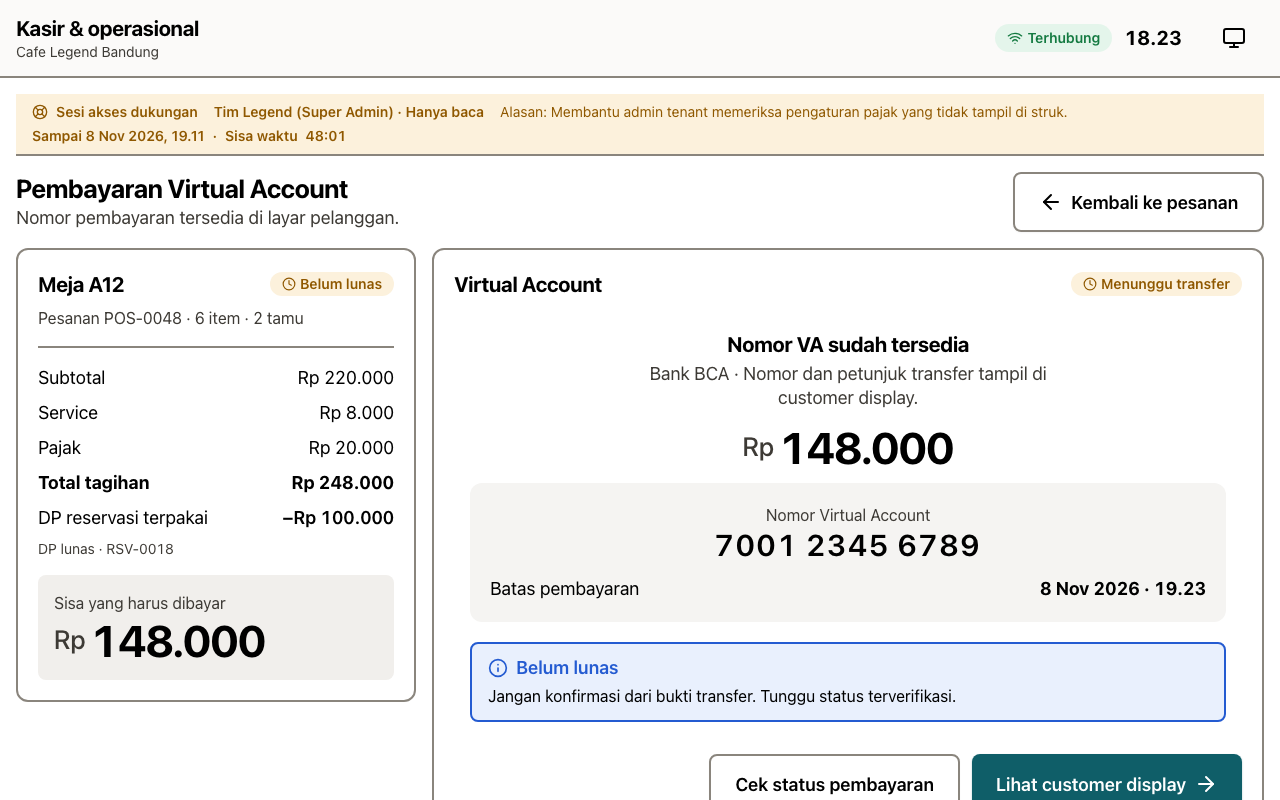 Kasir & operasional
Cafe Legend Bandung
Terhubung
18.23
Sesi akses dukungan Tim Legend (Super Admin) · Hanya baca Alasan: Membantu admin tenant memeriksa pengaturan pajak yang tidak tampil di struk.
Sampai 8 Nov 2026, 19.11 · Sisa waktu 48:01
Pembayaran Virtual Account
Nomor pembayaran tersedia di layar pelanggan.
Kembali ke pesanan
Meja A12
Belum lunas
Pesanan POS-0048 · 6 item · 2 tamu
Subtotal Rp 220.000
Service Rp 8.000
Pajak Rp 20.000
Total tagihan Rp 248.000
DP reservasi terpakai –Rp 100.000
DP lunas · RSV-0018
Sisa yang harus dibayar
Rp 148.000
Virtual Account
Menunggu transfer
Nomor VA sudah tersedia
Bank BCA · Nomor dan petunjuk transfer tampil di
customer display.
Rp 148.000
Nomor Virtual Account
7001 2345 6789
Batas pembayaran 8 Nov 2026 · 19.23
Belum lunas
Jangan konfirmasi dari bukti transfer. Tunggu status terverifikasi.
Cek status pembayaran
Lihat customer display